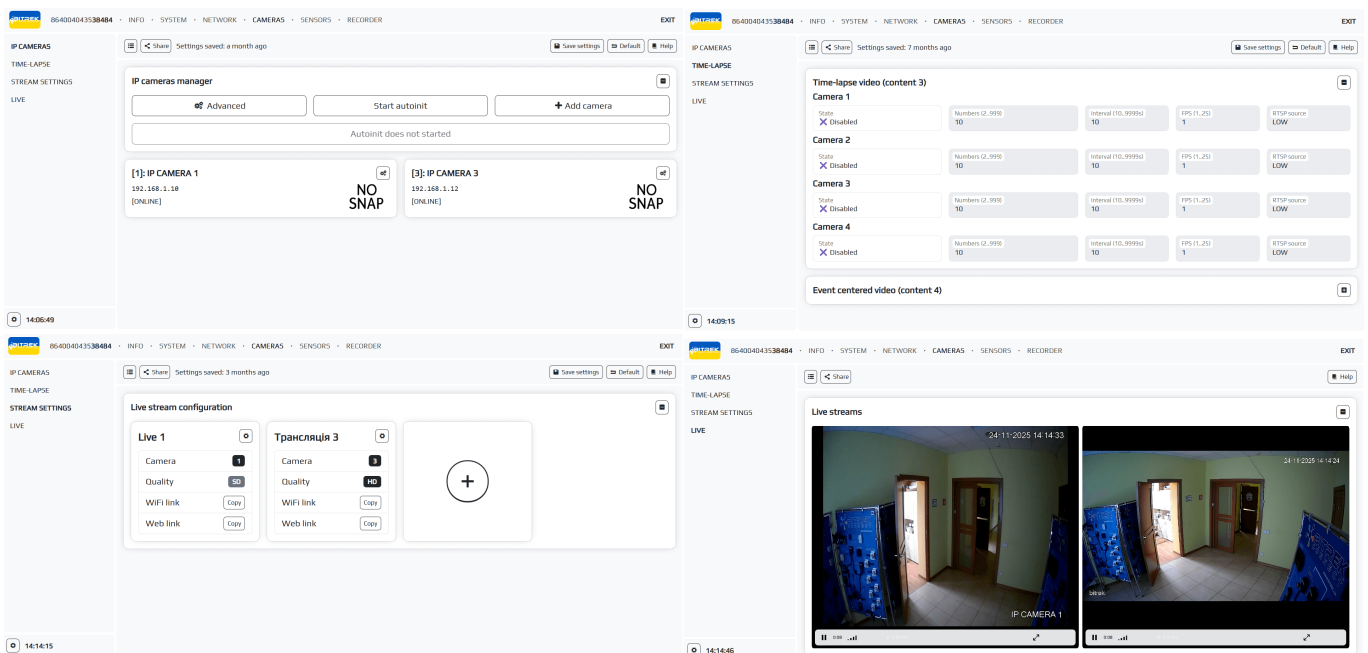 BITREK
864004043538484 · INFO · SYSTEM · NETWORK · CAMERAS · SENSORS · RECORDER
EXIT
IP CAMERAS
TIME-LAPSE
STREAM SETTINGS
LIVE
Share
Settings saved: a month ago
Save settings
Default
Help
IP cameras manager
Advanced
Start autoinit
Add camera
Autoinit does not started
[1]: IP CAMERA 1
192.168.1.10
[ONLINE]
NO
SNAP
[3]: IP CAMERA 3
192.168.1.12
[ONLINE]
NO
SNAP
14:06:49
BITREK
864004043538484 · INFO · SYSTEM · NETWORK · CAMERAS · SENSORS · RECORDER
EXIT
IP CAMERAS
TIME-LAPSE
STREAM SETTINGS
LIVE
Share
Settings saved: 7 months ago
Save settings
Default
Help
Time-lapse video (content 3)
Camera 1
State Numbers (2..999) Interval (10..9999s) FPS (1..25) RTSP source
Disabled 10 10 1 LOW
Camera 2
State Numbers (2..999) Interval (10..9999s) FPS (1..25) RTSP source
Disabled 10 10 1 LOW
Camera 3
State Numbers (2..999) Interval (10..9999s) FPS (1..25) RTSP source
Disabled 10 10 1 LOW
Camera 4
State Numbers (2..999) Interval (10..9999s) FPS (1..25) RTSP source
Disabled 10 10 1 LOW
Event centered video (content 4)
14:09:15
BITREK
864004043538484 · INFO · SYSTEM · NETWORK · CAMERAS · SENSORS · RECORDER
EXIT
IP CAMERAS
TIME-LAPSE
STREAM SETTINGS
LIVE
Share
Settings saved: 3 months ago
Save settings
Default
Help
Live stream configuration
Live 1
Camera 1
Quality SD
WiFi link Copy
Web link Copy
Трансляція 3
Camera 3
Quality HD
WiFi link Copy
Web link Copy
14:14:15
BITREK
864004043538484 · INFO · SYSTEM · NETWORK · CAMERAS · SENSORS · RECORDER
EXIT
IP CAMERAS
TIME-LAPSE
STREAM SETTINGS
LIVE
Share
Help
Live streams
24-11-2025 14:14:33
IP CAMERA 1
0:08
24-11-2025 14:14:24
bitrek
0:08
14:14:46